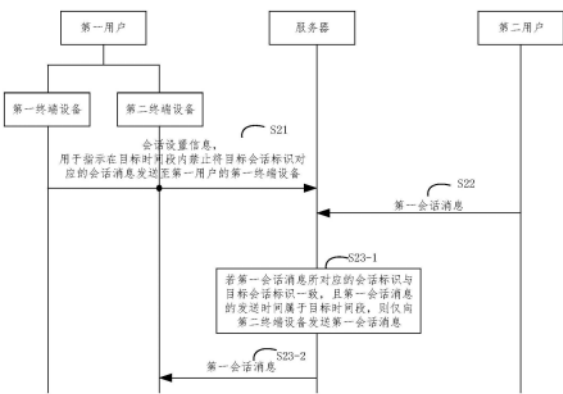 第一用户
服务器
第二用户
第一终端设备
第二终端设备
S21
会话设置信息，
用于指示在目标时间段内禁止将目标会话标识对
应的会话消息发送至第一用户的第一终端设备
S22
第一会话消息
S23-1
若第一会话消息所对应的会话标识与
目标会话标识一致，且第一会话消息
的发送时间属于目标时间段，则仅向
第二终端设备发送第一会话消息
S23-2
第一会话消息